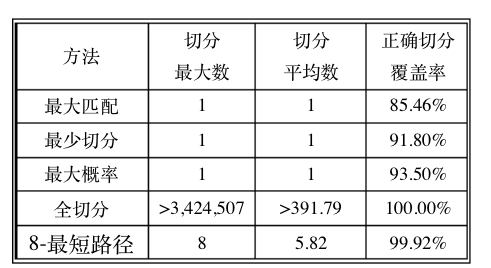 方法 切分最大数 切分平均数 正确切分覆盖率
最大匹配 1 1 85.46%
最少切分 1 1 91.80%
最大概率 1 1 93.50%
全切分 >3,424,507 >391.79 100.00%
8-最短路径 8 5.82 99.92%